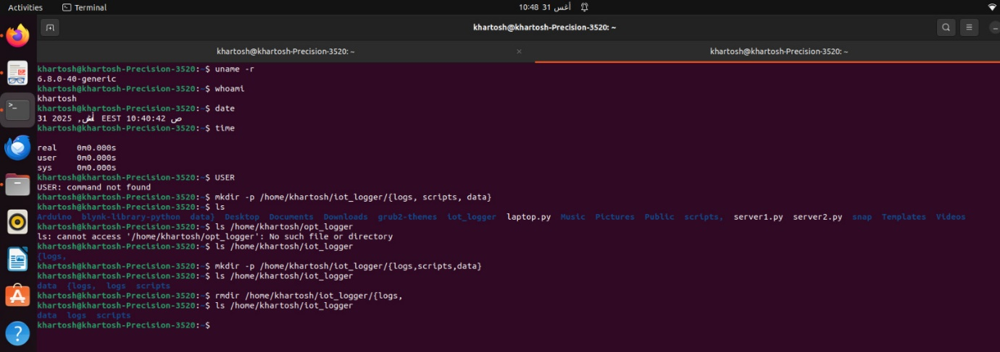 Activities Terminal 10:48 31 أغس
khartosh@khartosh-Precision-3520: ~
khartosh@khartosh-Precision-3520: ~ × khartosh@khartosh-Precision-3520: ~
khartosh@khartosh-Precision-3520:~$ uname -r
6.8.0-40-generic
khartosh@khartosh-Precision-3520:~$ whoami
khartosh
khartosh@khartosh-Precision-3520:~$ date
31 2025 ,أغس EEST 10:40:42 ص
khartosh@khartosh-Precision-3520:~$ time
real 0m0.000s
user 0m0.000s
sys 0m0.000s
khartosh@khartosh-Precision-3520:~$ USER
USER: command not found
khartosh@khartosh-Precision-3520:~$ mkdir -p /home/khartosh/iot_logger/{logs, scripts, data}
khartosh@khartosh-Precision-3520:~$ ls
Arduino blynk-library-python data} Desktop Documents Downloads grub2-themes iot_logger laptop.py Music Pictures Public scripts, server1.py server2.py snap Templates Videos
khartosh@khartosh-Precision-3520:~$ ls /home/khartosh/opt_logger
ls: cannot access '/home/khartosh/opt_logger': No such file or directory
khartosh@khartosh-Precision-3520:~$ ls /home/khartosh/iot_logger
{logs,
khartosh@khartosh-Precision-3520:~$ mkdir -p /home/khartosh/iot_logger/{logs,scripts,data}
khartosh@khartosh-Precision-3520:~$ ls /home/khartosh/iot_logger
data {logs, logs scripts
khartosh@khartosh-Precision-3520:~$ rmdir /home/khartosh/iot_logger/{logs,
khartosh@khartosh-Precision-3520:~$ ls /home/khartosh/iot_logger
data logs scripts
khartosh@khartosh-Precision-3520:~$